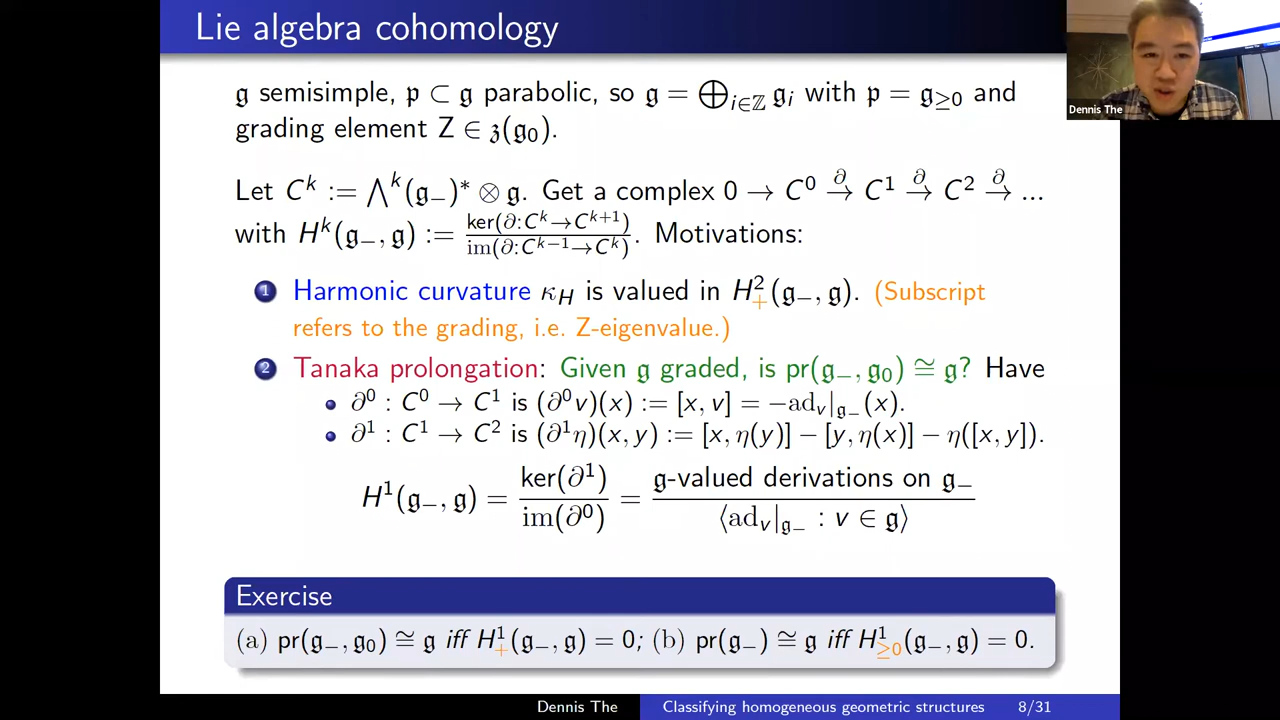 Lie algebra cohomology
𝔤 semisimple, 𝔭 ⊂ 𝔤 parabolic, so 𝔤 = ⨁_{i∈ℤ} 𝔤_i with 𝔭 = 𝔤_{≥0} and
grading element Z ∈ 𝔷(𝔤_0).
Let C^k := ⋀^k(𝔤_−)^* ⊗ 𝔤. Get a complex 0 → C^0 →^∂ C^1 →^∂ C^2 →^∂ ...
with H^k(𝔤_−, 𝔤) := ker(∂:C^k→C^{k+1}) / im(∂:C^{k−1}→C^k). Motivations:
1 Harmonic curvature κ_H is valued in H^2_+(𝔤_−, 𝔤). (Subscript
refers to the grading, i.e. Z-eigenvalue.)
2 Tanaka prolongation: Given 𝔤 graded, is pr(𝔤_−, 𝔤_0) ≅ 𝔤? Have
• ∂^0 : C^0 → C^1 is (∂^0 v)(x) := [x, v] = −ad_v|_{𝔤_−}(x).
• ∂^1 : C^1 → C^2 is (∂^1 η)(x, y) := [x, η(y)] − [y, η(x)] − η([x, y]).
H^1(𝔤_−, 𝔤) = ker(∂^1) / im(∂^0) = 𝔤-valued derivations on 𝔤_− / ⟨ad_v|_{𝔤_−} : v ∈ 𝔤⟩
Exercise
(a) pr(𝔤_−, 𝔤_0) ≅ 𝔤 iff H^1_+(𝔤_−, 𝔤) = 0; (b) pr(𝔤_−) ≅ 𝔤 iff H^1_{≥0}(𝔤_−, 𝔤) = 0.
Dennis The Classifying homogeneous geometric structures 8/31
Dennis The